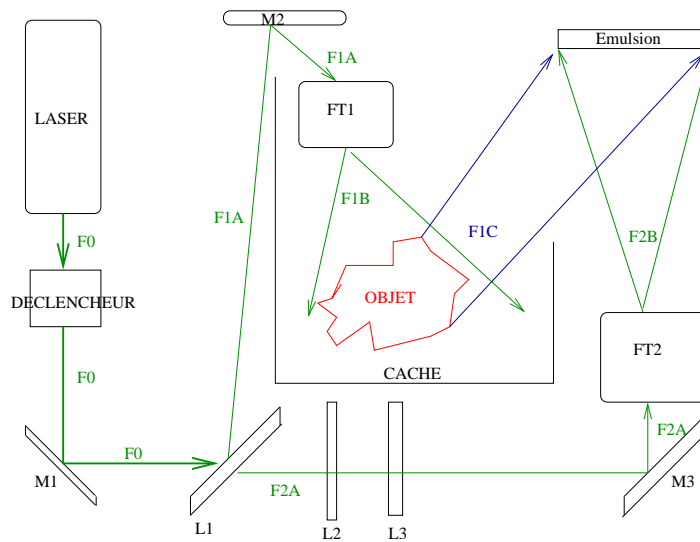 M2
Emulsion
F1A
LASER
FT1
F1B
F1A
F1C
F0
F2B
OBJET
DECLENCHEUR
FT2
CACHE
F0
F0
F2A
M1
F2A
M3
L1
L2
L3